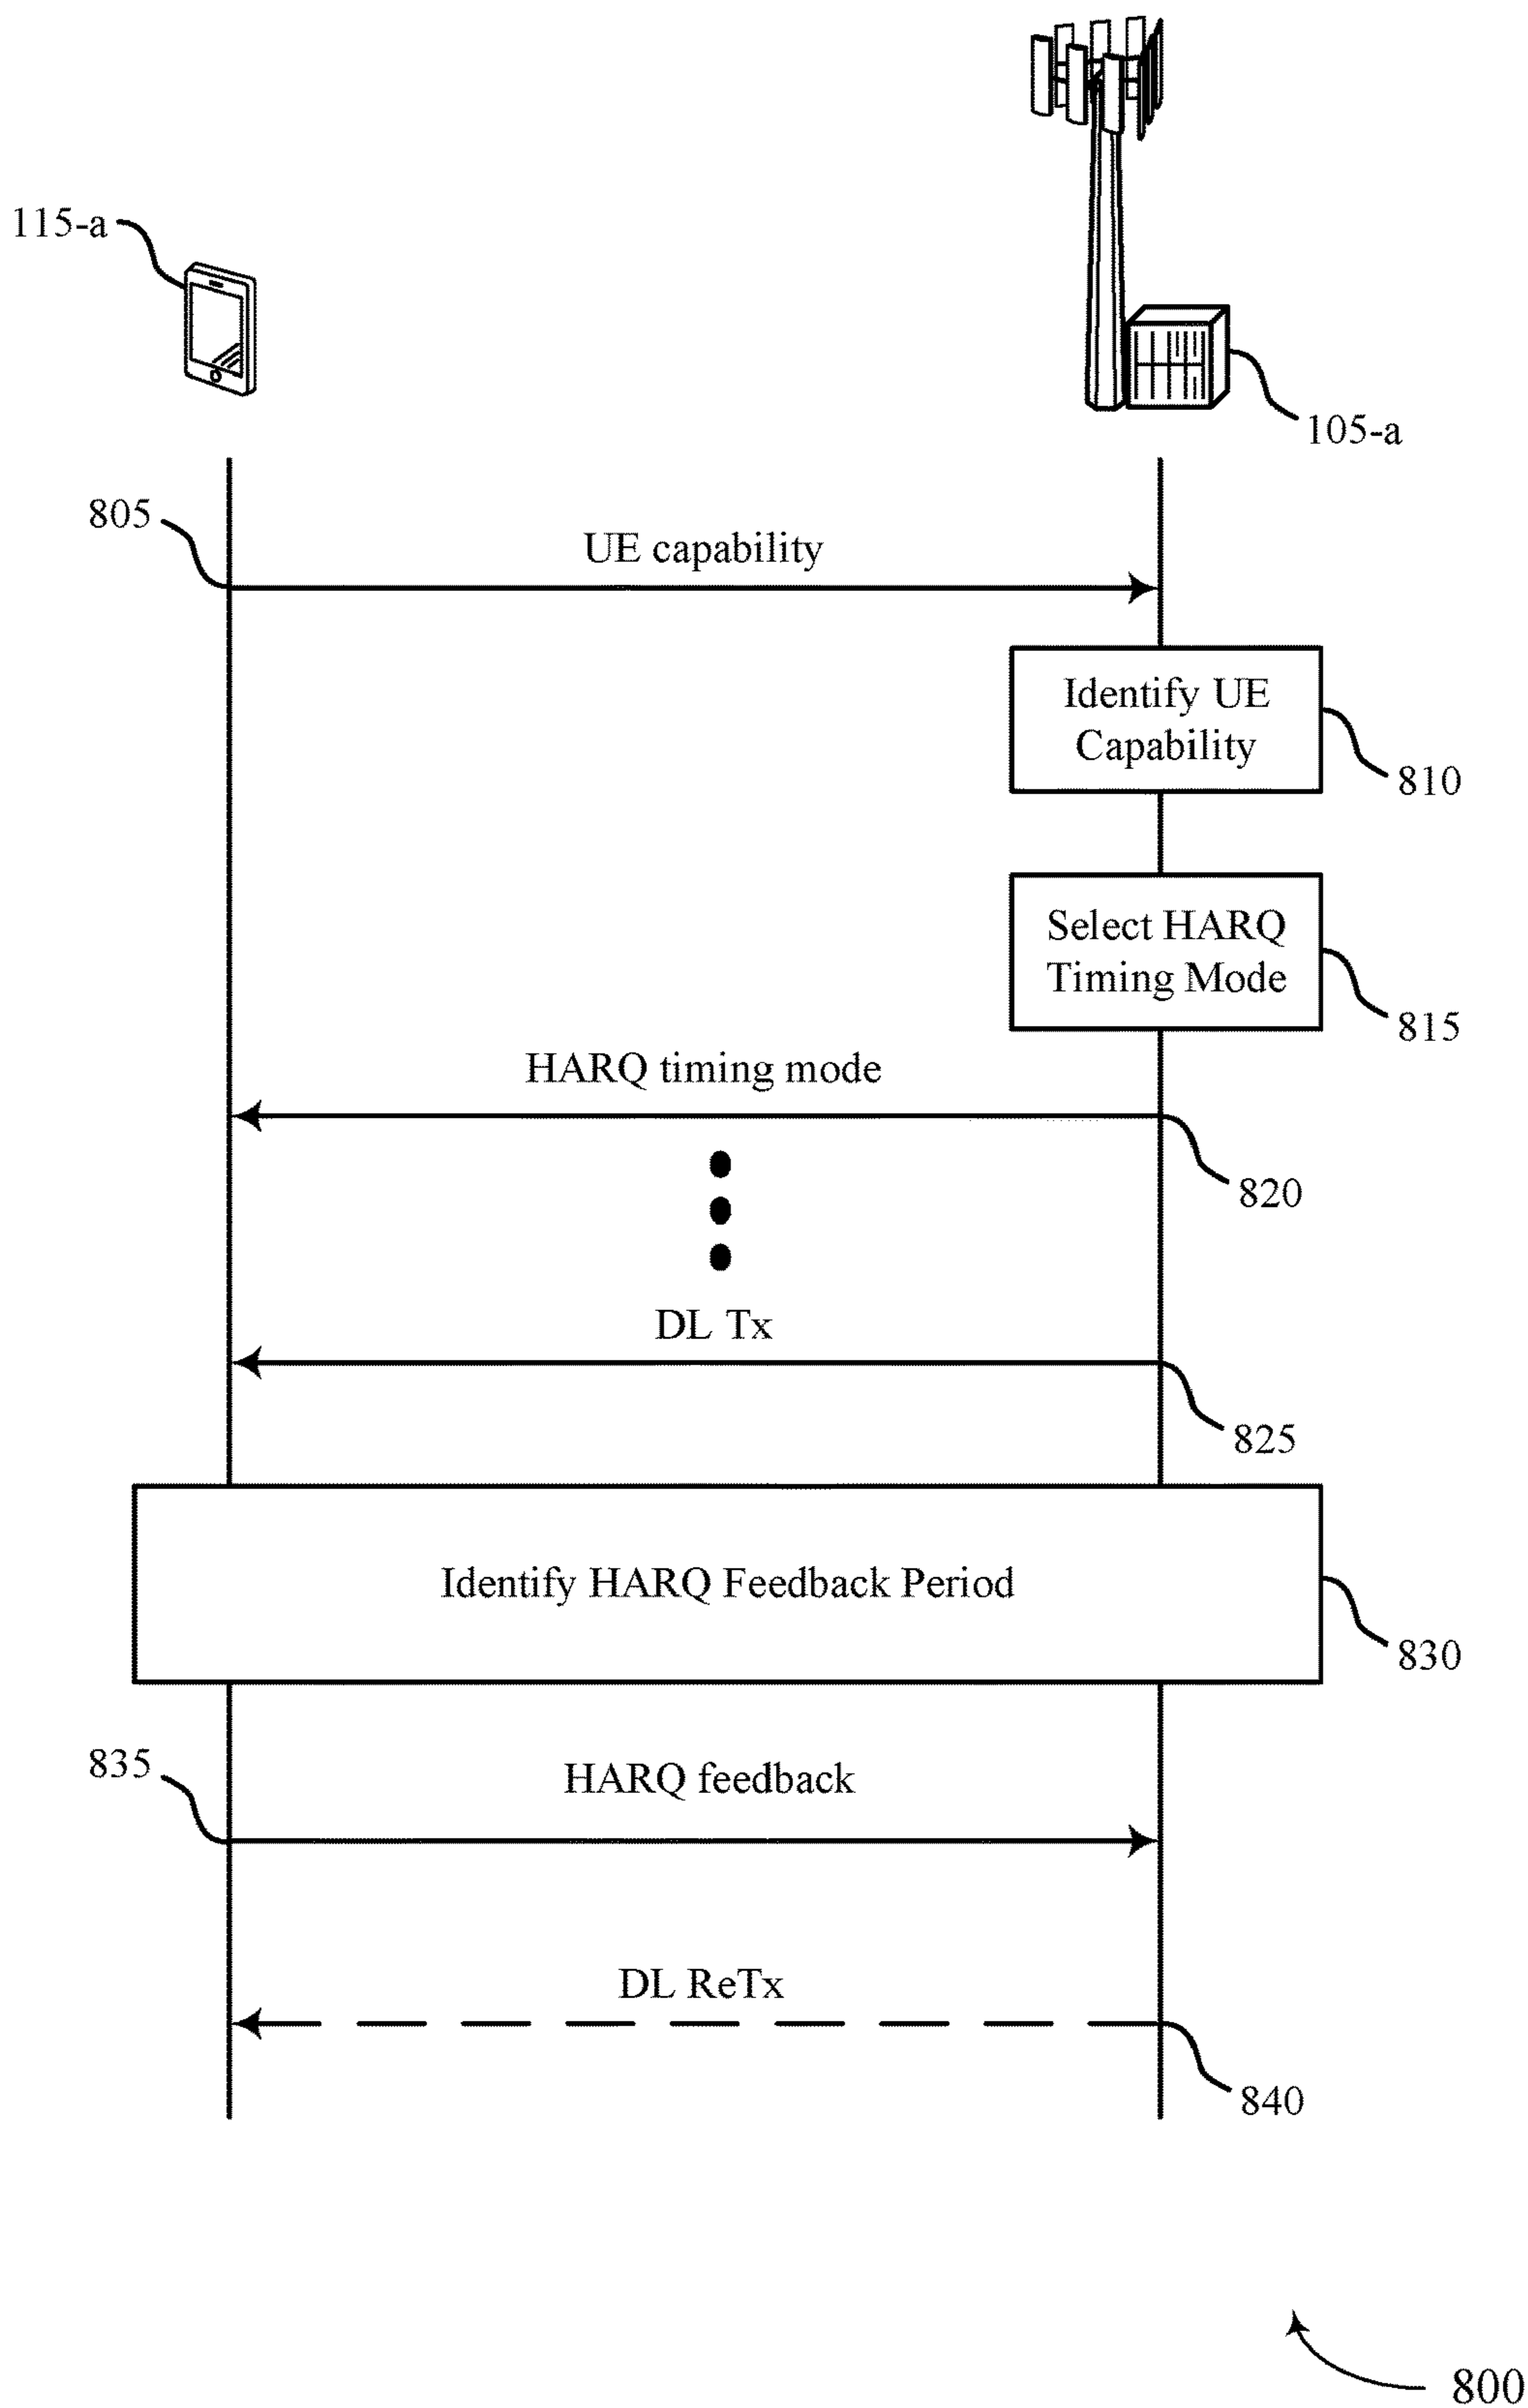 115-a
105-a
805
UE capability
Identify UE
Capability
810
Select HARQ
Timing Mode
815
HARQ timing mode
820
DL Tx
825
Identify HARQ Feedback Period
830
835
HARQ feedback
DL ReTx
840
800